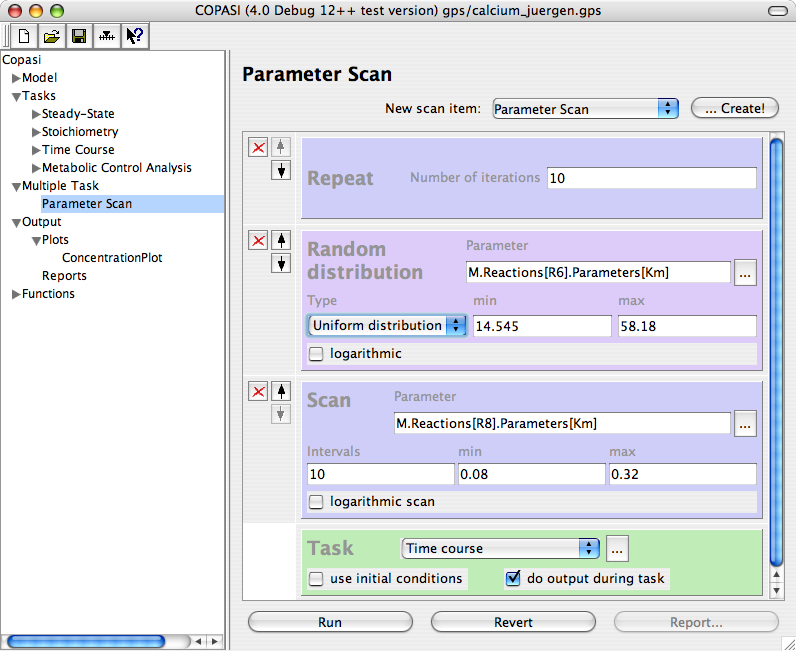 COPASI (4.0 Debug 12++ test version) gps/calcium_juergen.gps
Copasi
Model
Tasks
Steady-State
Stoichiometry
Time Course
Metabolic Control Analysis
Multiple Task
Parameter Scan
Output
Plots
ConcentrationPlot
Reports
Functions
Parameter Scan
New scan item: Parameter Scan ... Create!
Repeat Number of iterations 10
Random
distribution
Parameter
M.Reactions[R6].Parameters[Km] ...
Type min max
Uniform distribution 14.545 58.18
logarithmic
Scan
Parameter
M.Reactions[R8].Parameters[Km] ...
Intervals min max
10 0.08 0.32
logarithmic scan
Task Time course ...
use initial conditions do output during task
Run Revert Report...